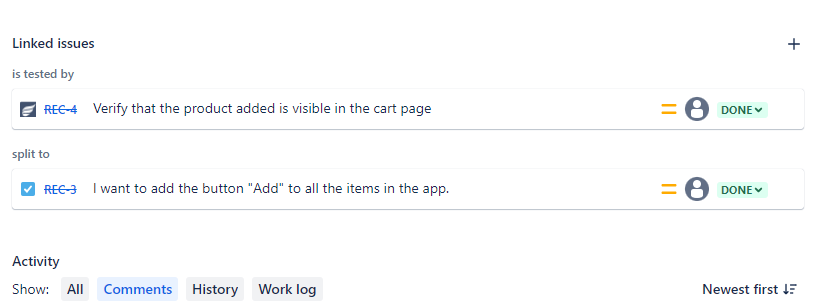 Linked issues
is tested by
REC-4 Verify that the product added is visible in the cart page DONE
split to
REC-3 I want to add the button "Add" to all the items in the app. DONE
Activity
Show: All Comments History Work log Newest first